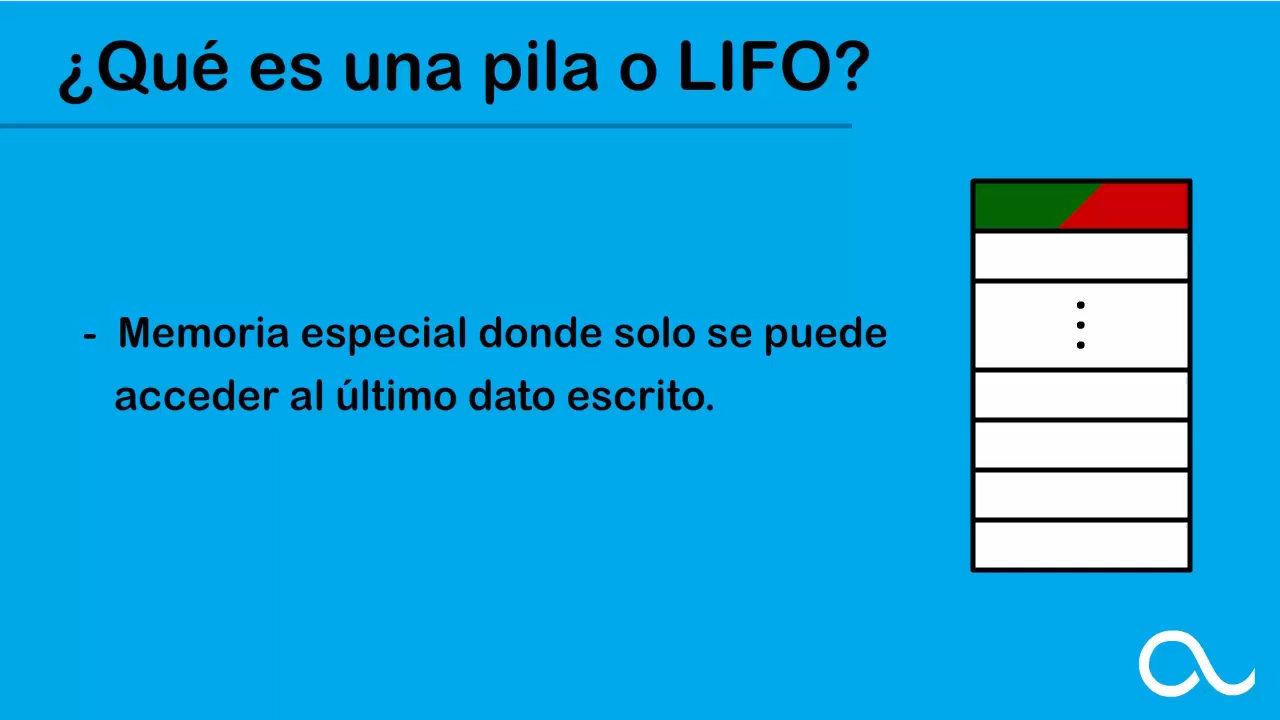 ¿Qué es una pila o LIFO?
- Memoria especial donde solo se puede
acceder al último dato escrito.